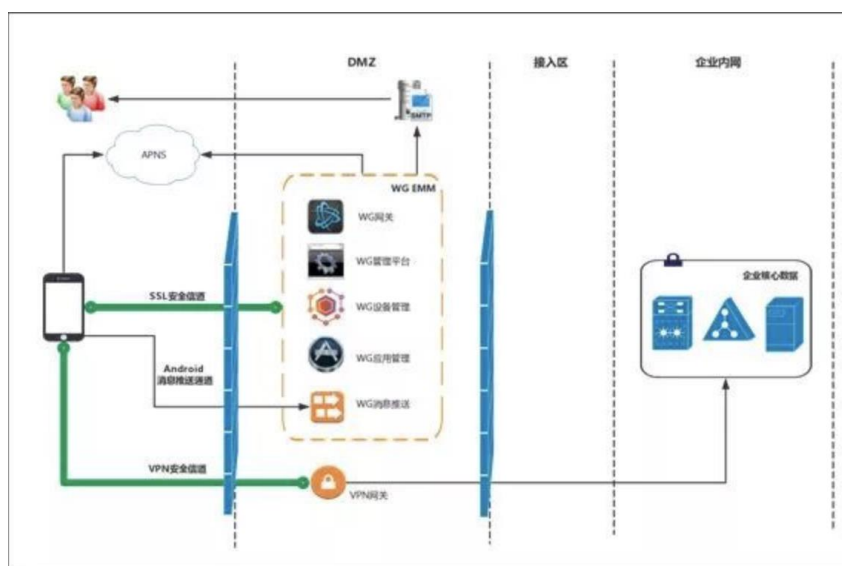 DMZ
接入区
企业内网
SMTP
APNS
WG EMM
WG网关
WG管理平台
企业核心数据
SSL安全信道
WG设备管理
WG应用管理
Android
消息推送通道
WG消息推送
VPN安全信道
VPN网关